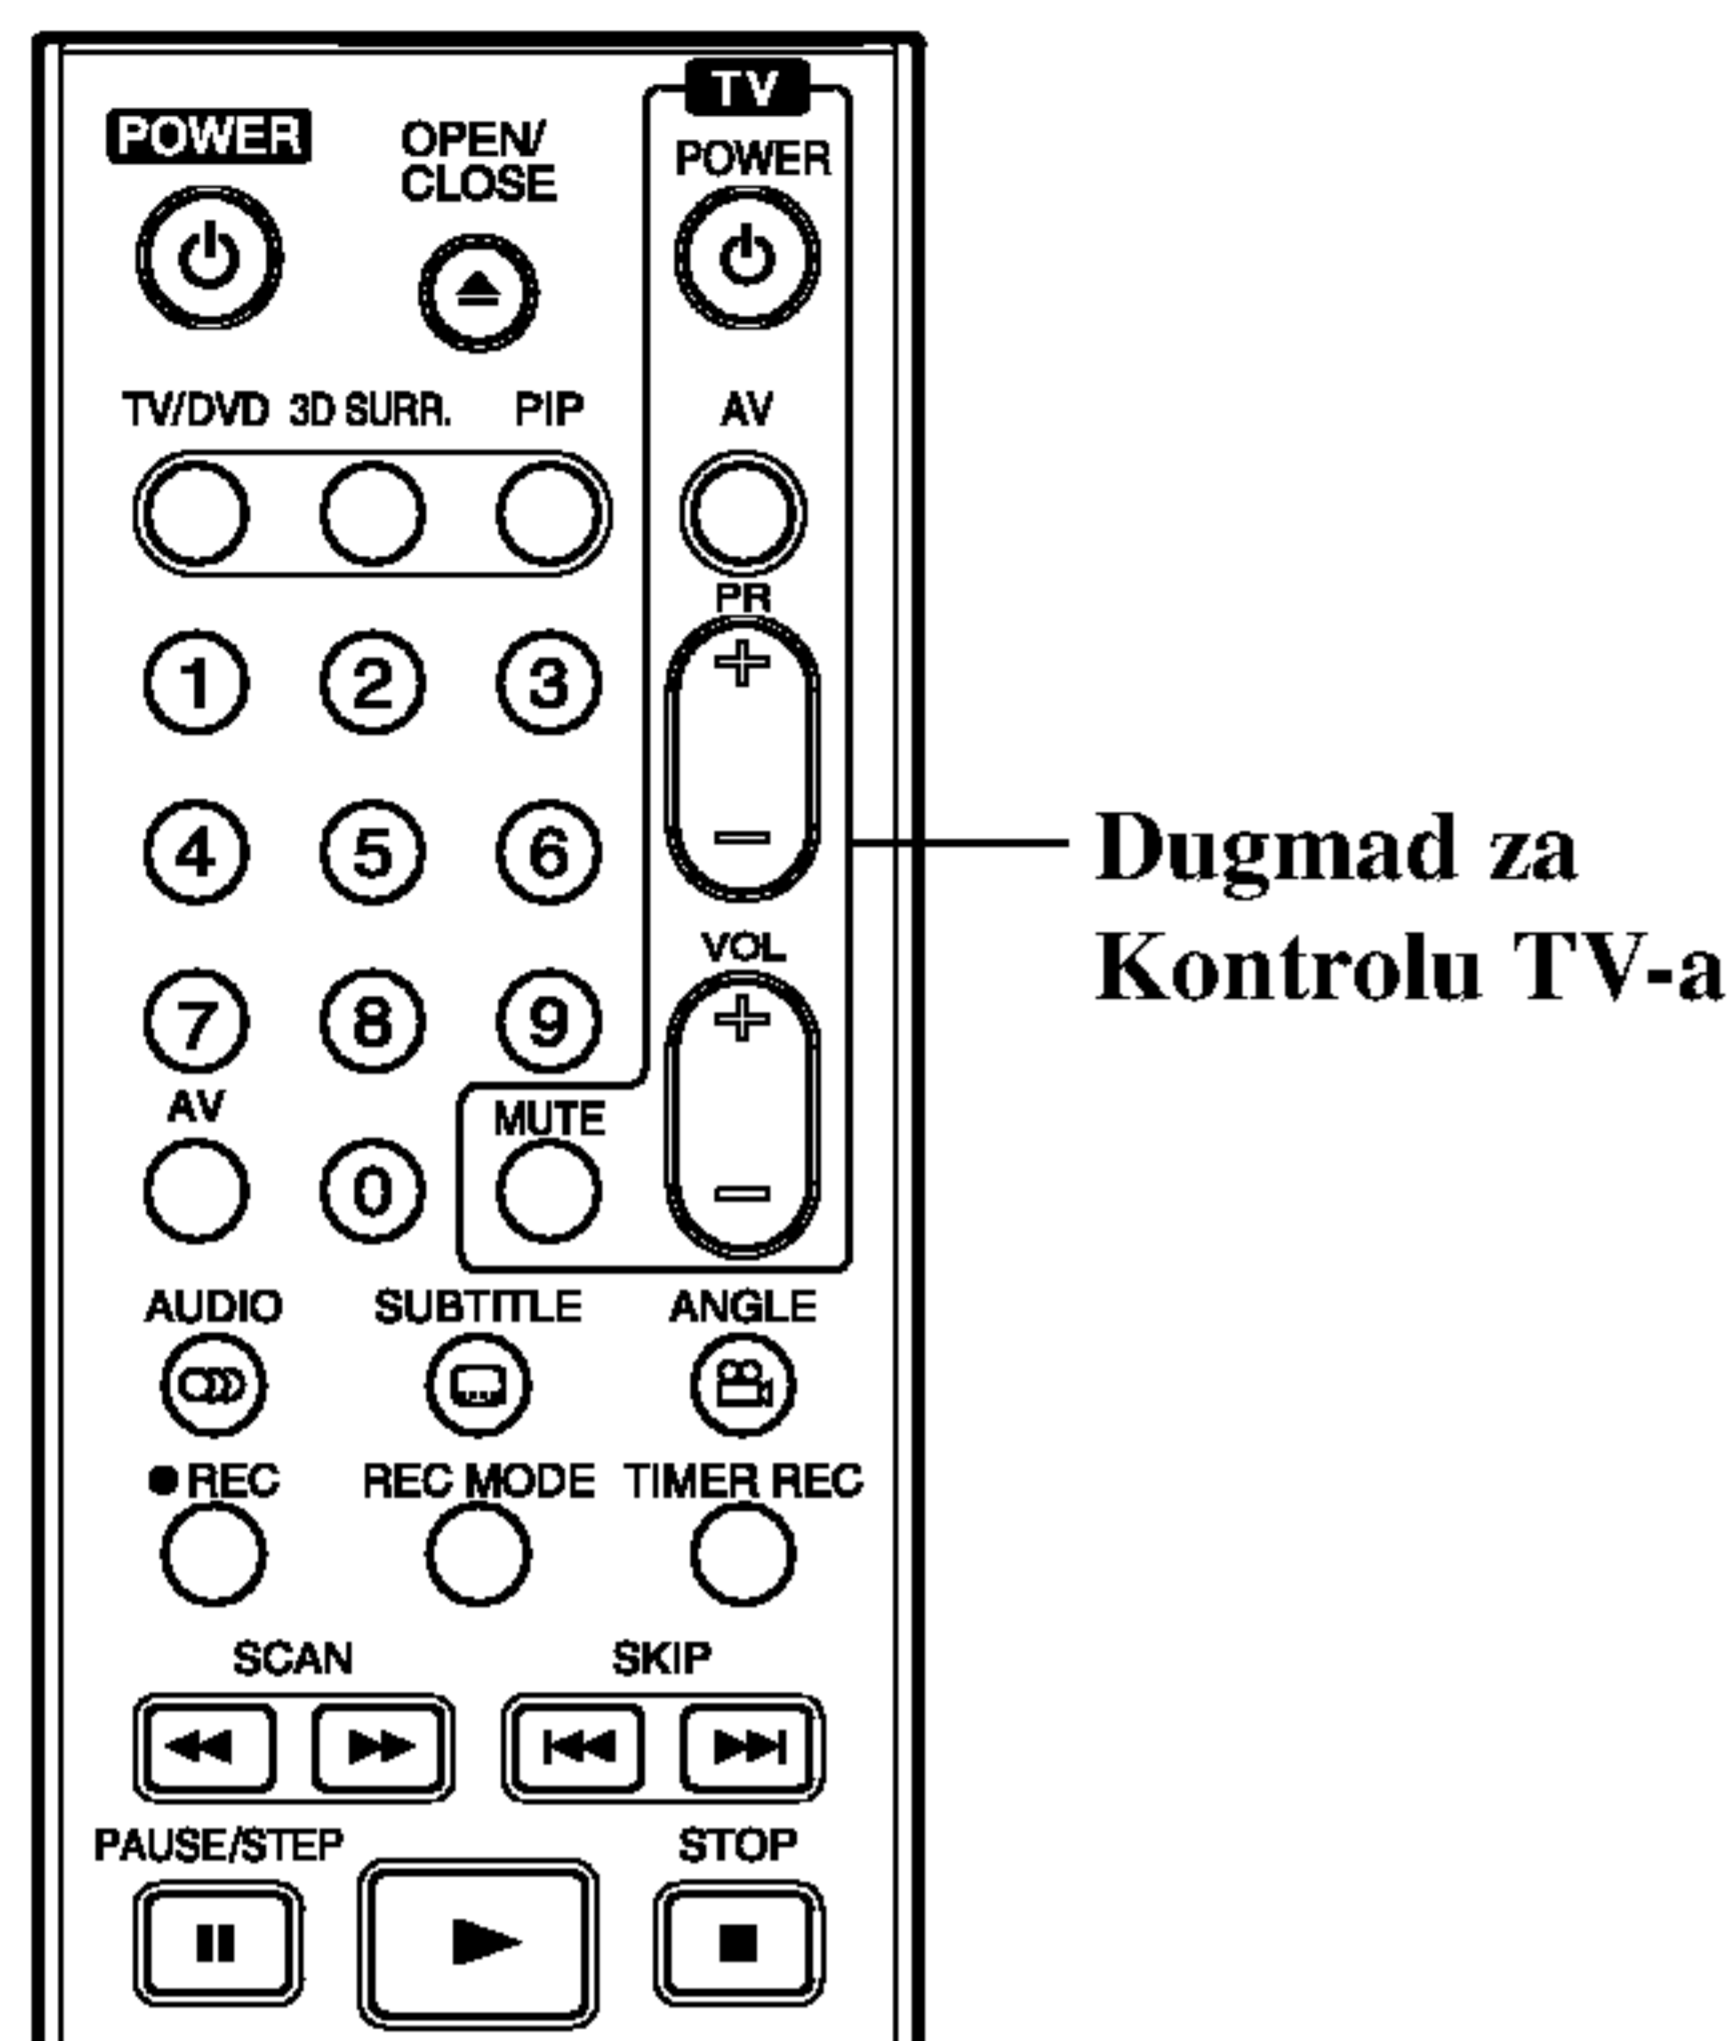 TV
POWER OPEN/ POWER
CLOSE
TV/DVD 3D SURR. PIP AV
PR
1 2 3
4 5 6
Dugmad za
Kontrolu TV-a
VOL
7 8 9
AV MUTE
0
AUDIO SUBTITLE ANGLE
REC REC MODE TIMER REC
SCAN SKIP
PAUSE/STEP STOP